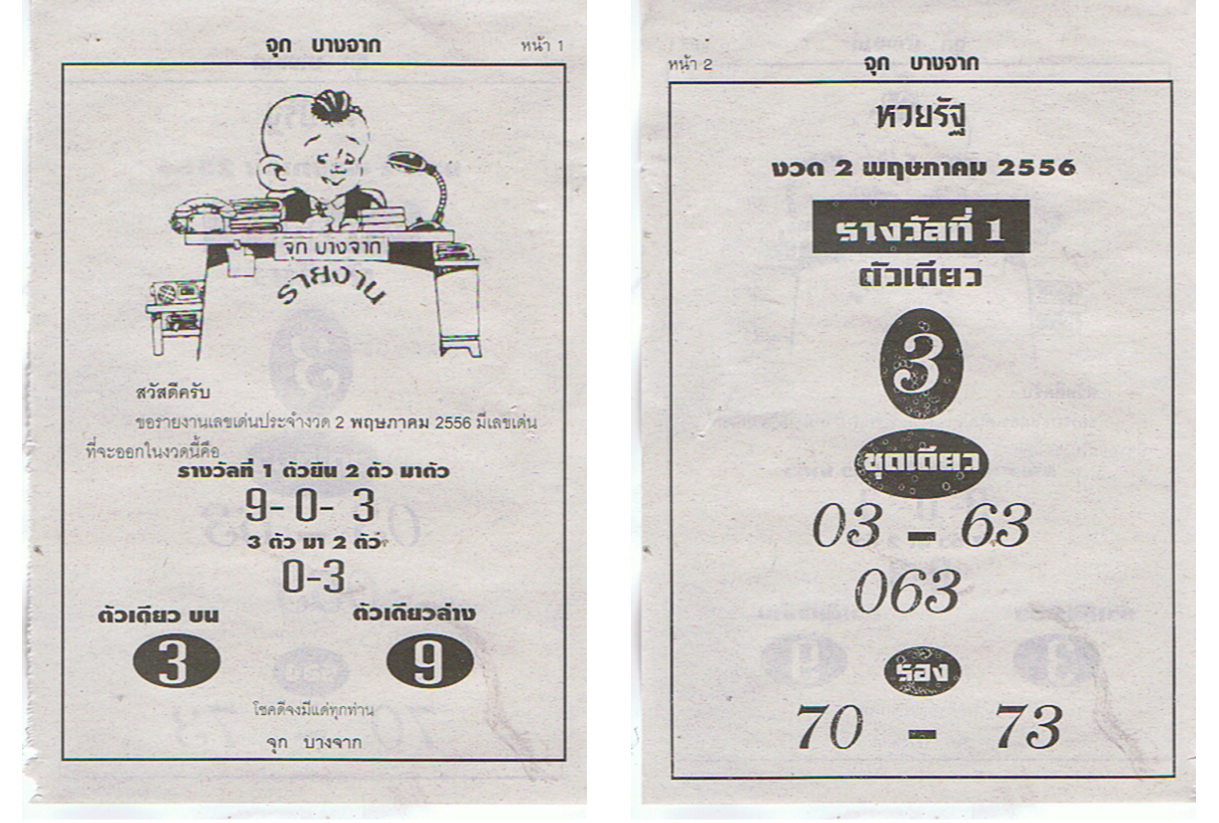 จุก บางจาก
หน้า 1
จุก บางจาก
รายงาน
สวัสดีครับ
ขอรายงานเลขเด่นประจำงวด 2 พฤษภาคม 2556 มีเลขเด่น
ที่จะออกในงวดนี้คือ
รางวัลที่ 1 ตัวยืน 2 ตัว มาตัว
9- 0- 3
3 ตัว มา 2 ตัว
0-3
ตัวเดียว บน ตัวเดียวล่าง
3 9
โชคดีจงมีแด่ทุกท่าน
จุก บางจาก
หน้า 2
จุก บางจาก
หวยรัฐ
งวด 2 พฤษภาคม 2556
รางวัลที่ 1
ตัวเดียว
3
ชุดเดียว
03 - 63
063
รอง
70 - 73